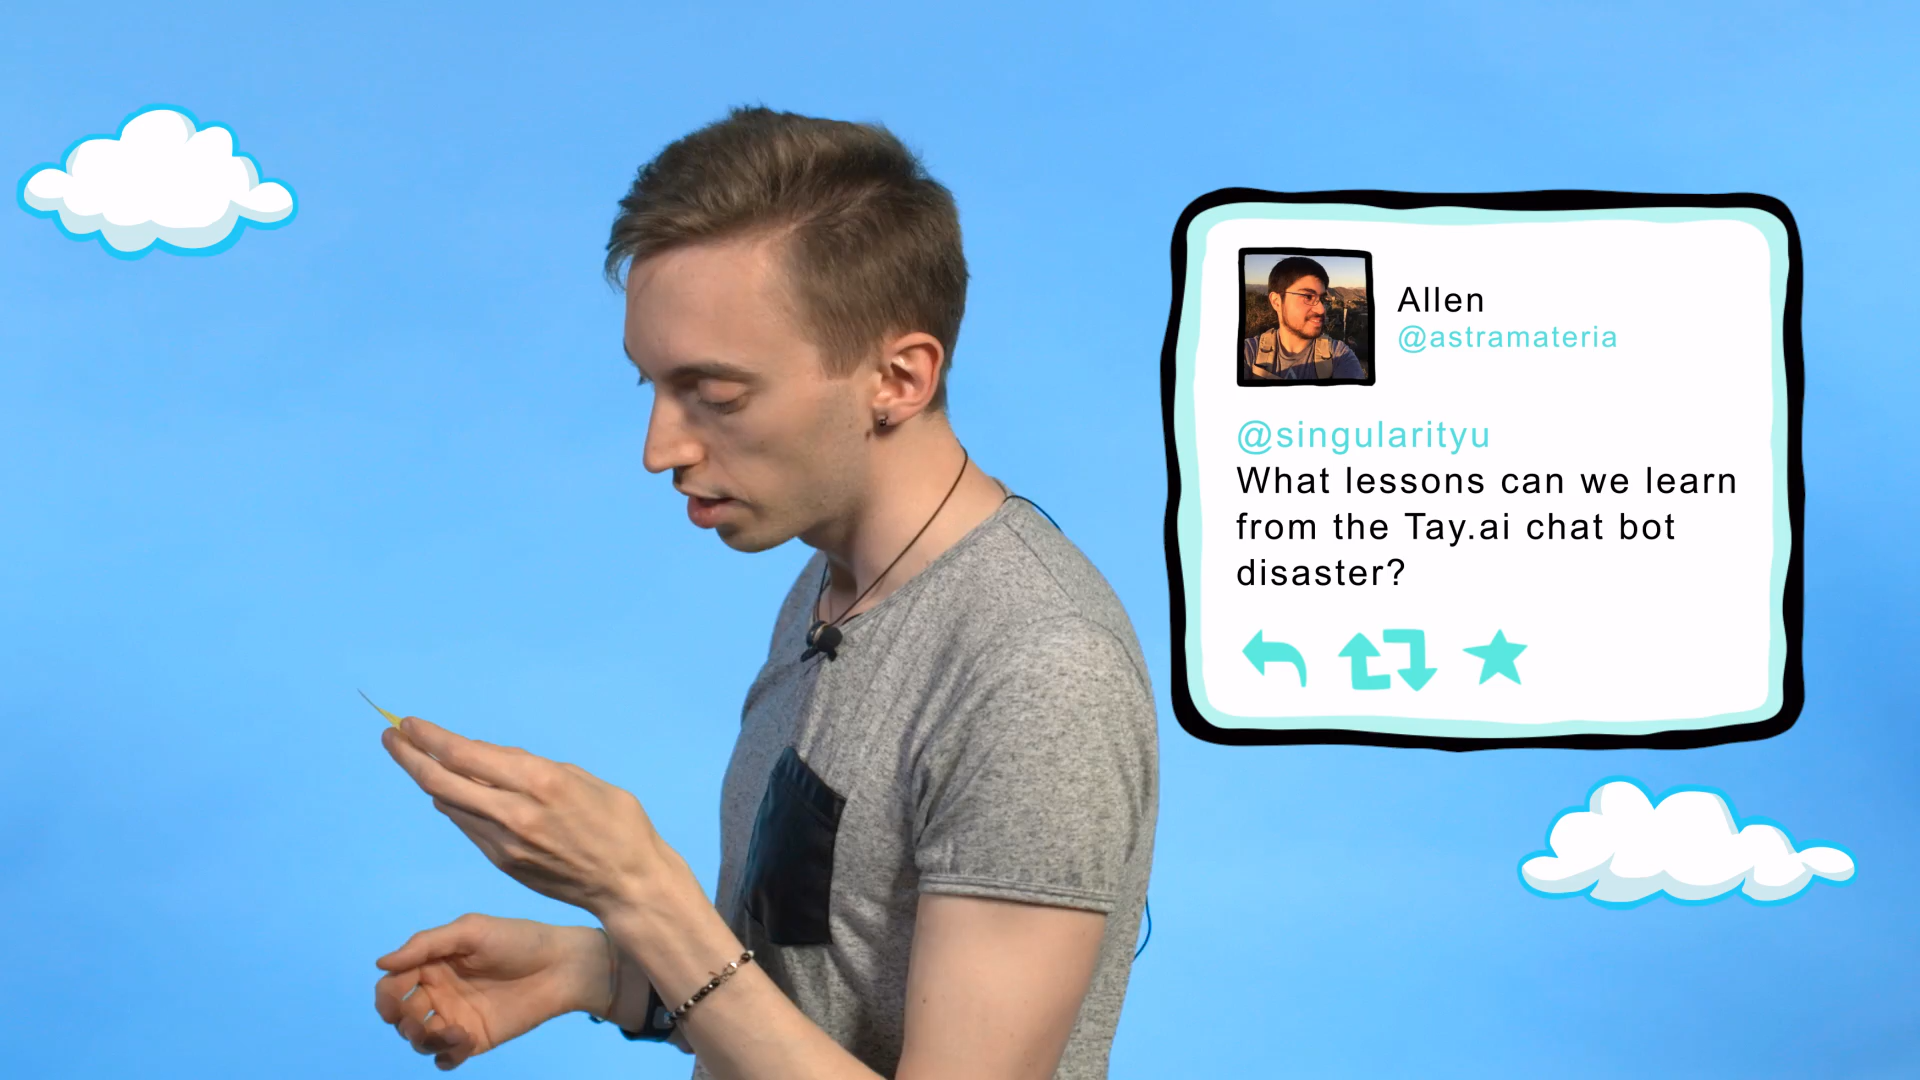 Allen
@astramateria
@singularityu
What lessons can we learn
from the Tay.ai chat bot
disaster?